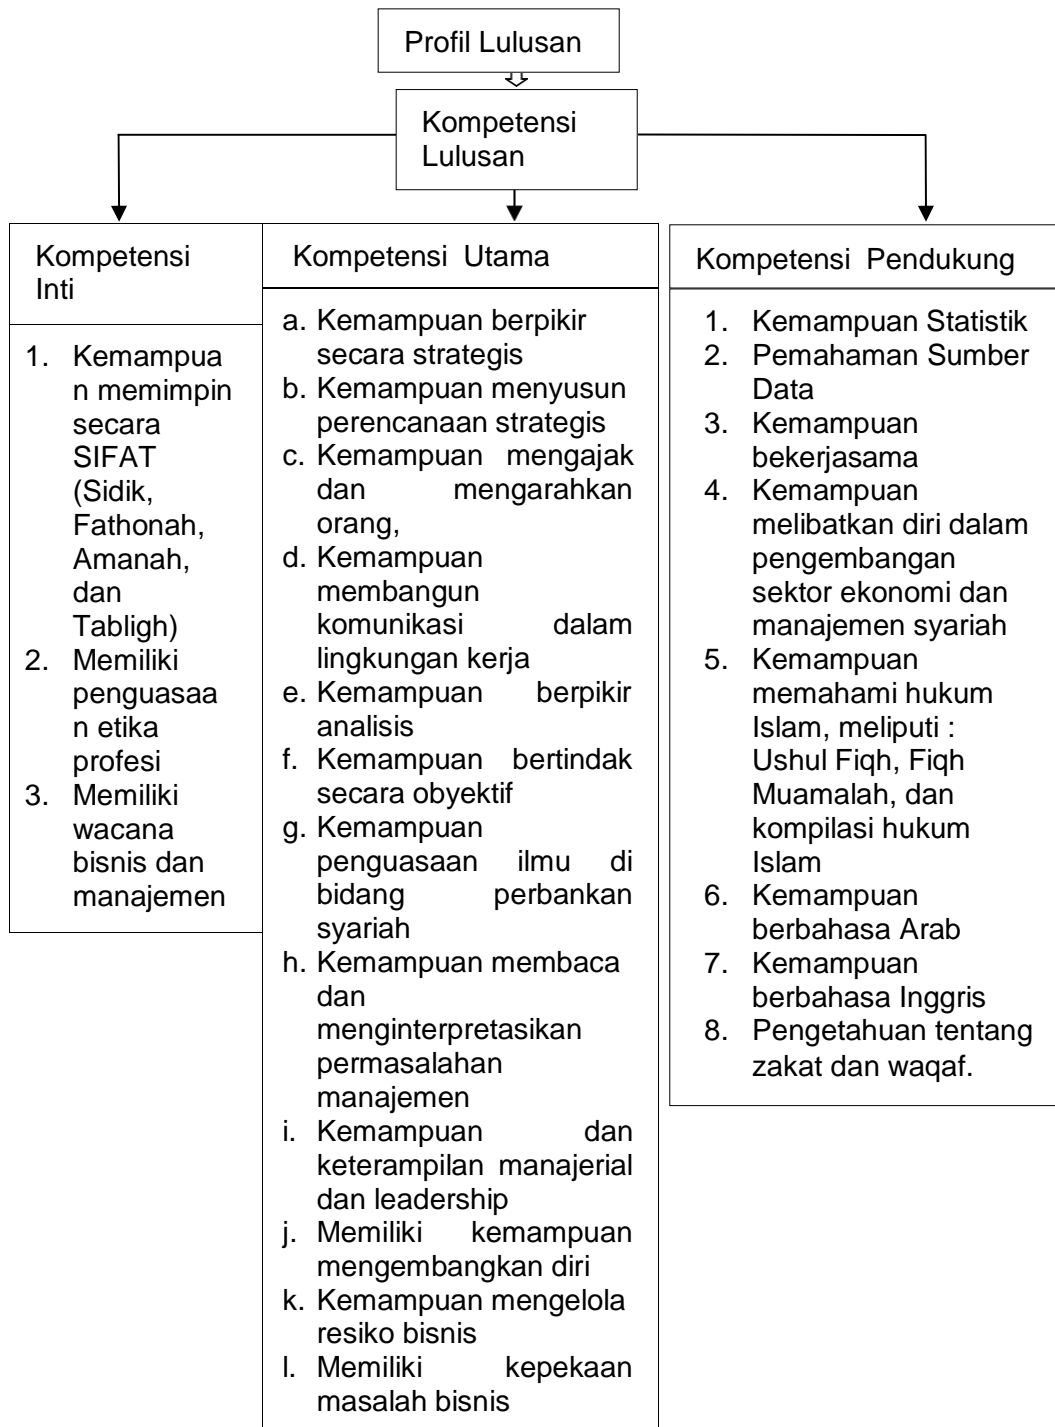 Profil Lulusan
Kompetensi
Lulusan
Kompetensi
Inti
1. Kemampua
n memimpin
secara
SIFAT
(Sidik,
Fathonah,
Amanah,
dan
Tabligh)
2. Memiliki
penguasaa
n etika
profesi
3. Memiliki
wacana
bisnis dan
manajemen
Kompetensi Utama
a. Kemampuan berpikir
secara strategis
b. Kemampuan menyusun
perencanaan strategis
c. Kemampuan mengajak
dan mengarahkan
orang,
d. Kemampuan
membangun
komunikasi dalam
lingkungan kerja
e. Kemampuan berpikir
analisis
f. Kemampuan bertindak
secara obyektif
g. Kemampuan
penguasaan ilmu di
bidang perbankan
syariah
h. Kemampuan membaca
dan
menginterpretasikan
permasalahan
manajemen
i. Kemampuan dan
keterampilan manajerial
dan leadership
j. Memiliki kemampuan
mengembangkan diri
k. Kemampuan mengelola
resiko bisnis
l. Memiliki kepekaan
masalah bisnis
Kompetensi Pendukung
1. Kemampuan Statistik
2. Pemahaman Sumber
Data
3. Kemampuan
bekerjasama
4. Kemampuan
melibatkan diri dalam
pengembangan
sektor ekonomi dan
manajemen syariah
5. Kemampuan
memahami hukum
Islam, meliputi :
Ushul Fiqh, Fiqh
Muamalah, dan
kompilasi hukum
Islam
6. Kemampuan
berbahasa Arab
7. Kemampuan
berbahasa Inggris
8. Pengetahuan tentang
zakat dan waqaf.